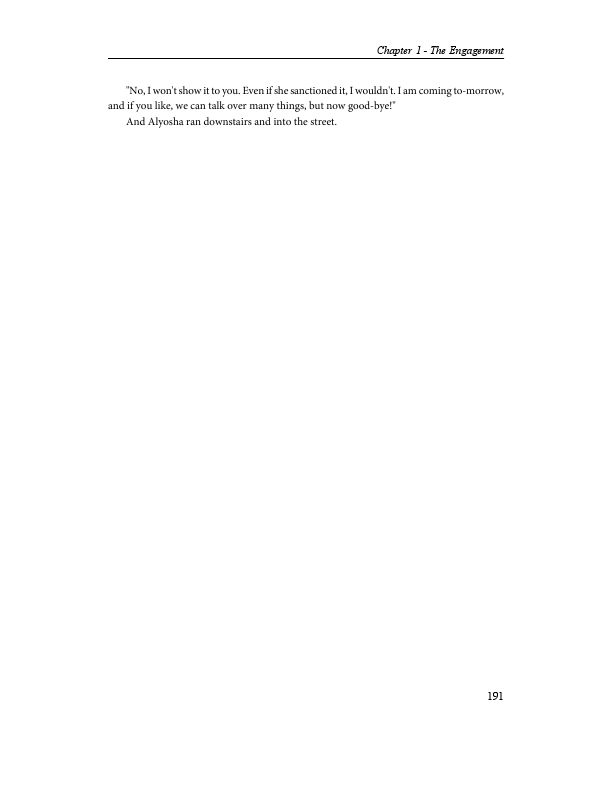 Chapter 1 - The Engagement
"No, I won't show it to you. Even if she sanctioned it, I wouldn't. I am coming to-morrow,
and if you like, we can talk over many things, but now good-bye!"
And Alyosha ran downstairs and into the street.
191